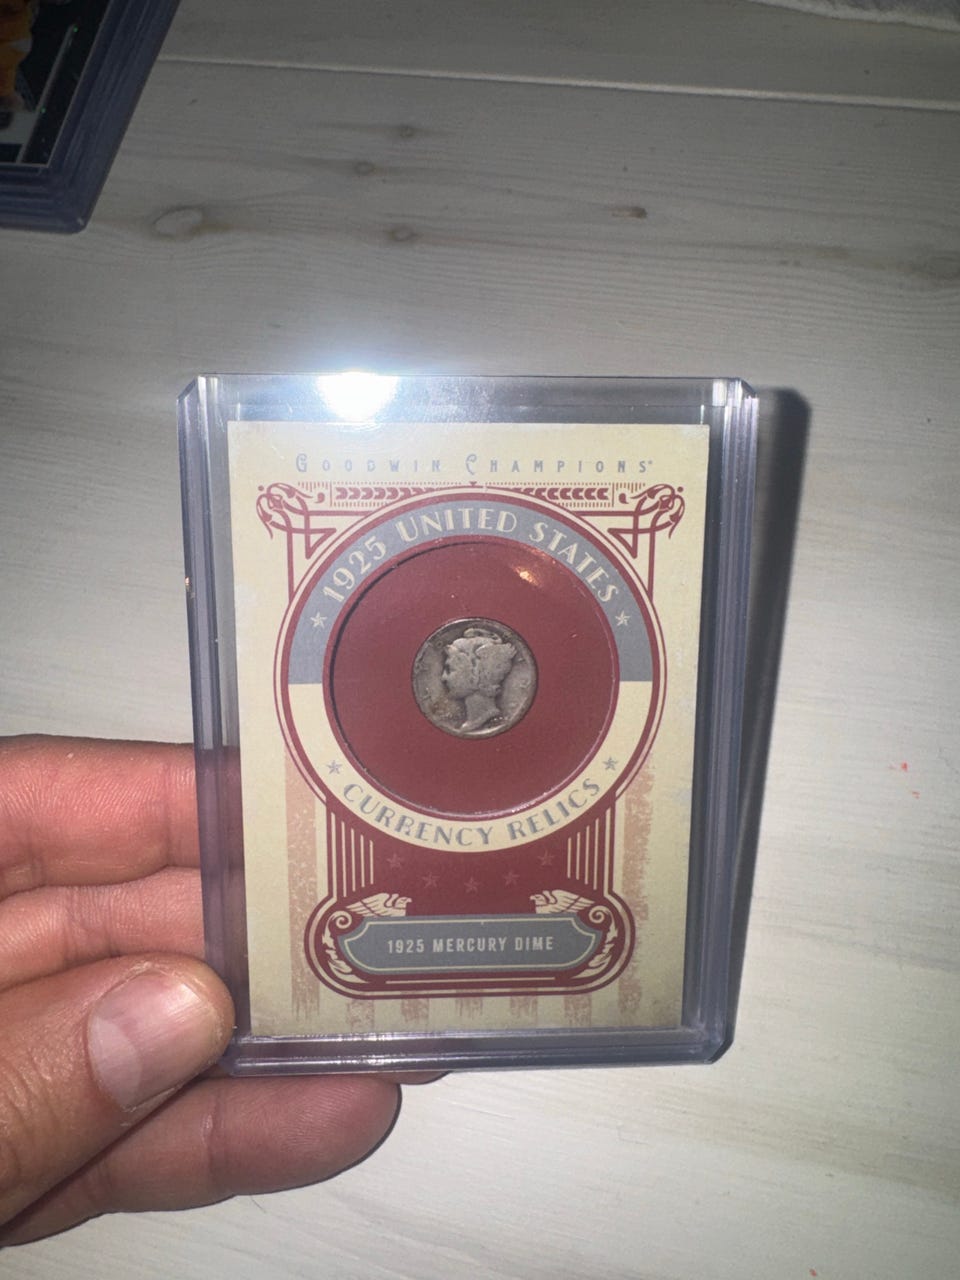 GOODWIN CHAMPIONS®
1925 UNITED STATES
CURRENCY RELICS
1925 MERCURY DIME